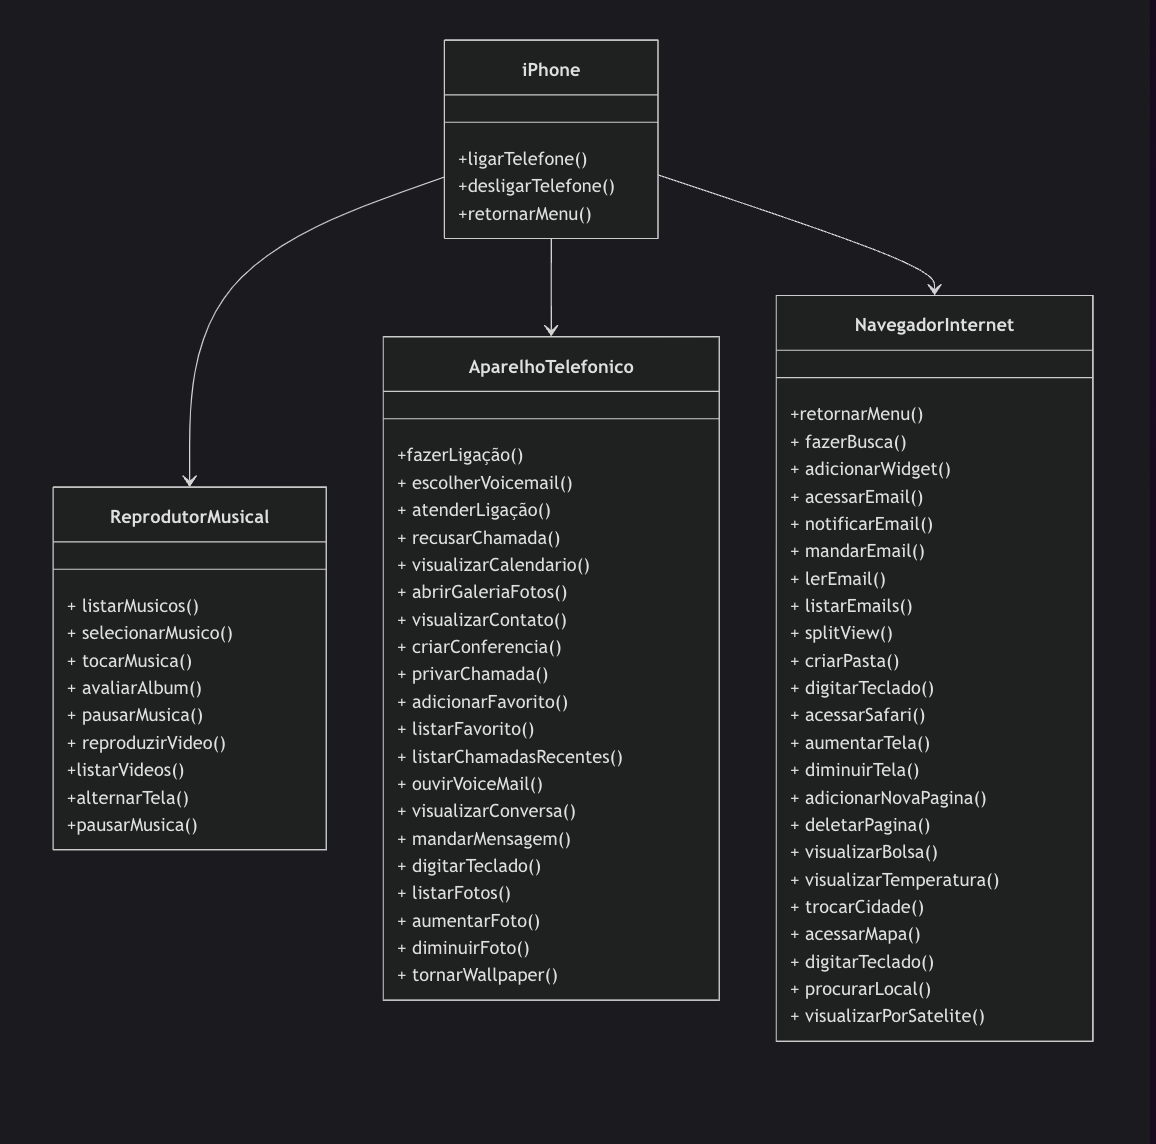 iPhone
+ligarTelefone()
+desligarTelefone()
+retornarMenu()
ReprodutorMusical
+ listarMusicos()
+ selecionarMusico()
+ tocarMusica()
+ avaliarAlbum()
+ pausarMusica()
+ reproduzirVideo()
+listarVideos()
+alternarTela()
+pausarMusica()
AparelhoTelefonico
+fazerLigação()
+ escolherVoicemail()
+ atenderLigação()
+ recusarChamada()
+ visualizarCalendario()
+ abrirGaleriaFotos()
+ visualizarContato()
+ criarConferencia()
+ privarChamada()
+ adicionarFavorito()
+ listarFavorito()
+ listarChamadasRecentes()
+ ouvirVoiceMail()
+ visualizarConversa()
+ mandarMensagem()
+ digitarTeclado()
+ listarFotos()
+ aumentarFoto()
+ diminuirFoto()
+ tornarWallpaper()
NavegadorInternet
+retornarMenu()
+ fazerBusca()
+ adicionarWidget()
+ acessarEmail()
+ notificarEmail()
+ mandarEmail()
+ lerEmail()
+ listarEmails()
+ splitView()
+ criarPasta()
+ digitarTeclado()
+ acessarSafari()
+ aumentarTela()
+ diminuirTela()
+ adicionarNovaPagina()
+ deletarPagina()
+ visualizarBolsa()
+ visualizarTemperatura()
+ trocarCidade()
+ acessarMapa()
+ digitarTeclado()
+ procurarLocal()
+ visualizarPorSatelite()